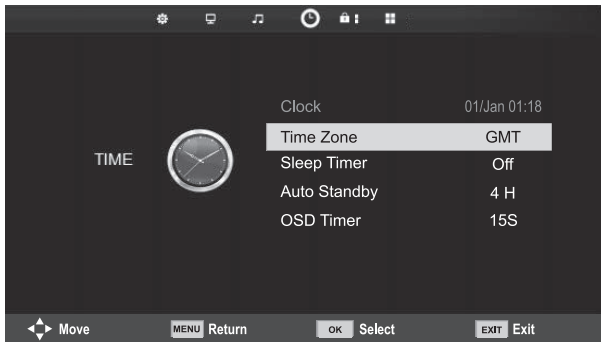 Clock 01/Jan 01:18
Time Zone GMT
TIME
Sleep Timer Off
Auto Standby 4 H
OSD Timer 15S
Move MENU Return OK Select EXIT Exit